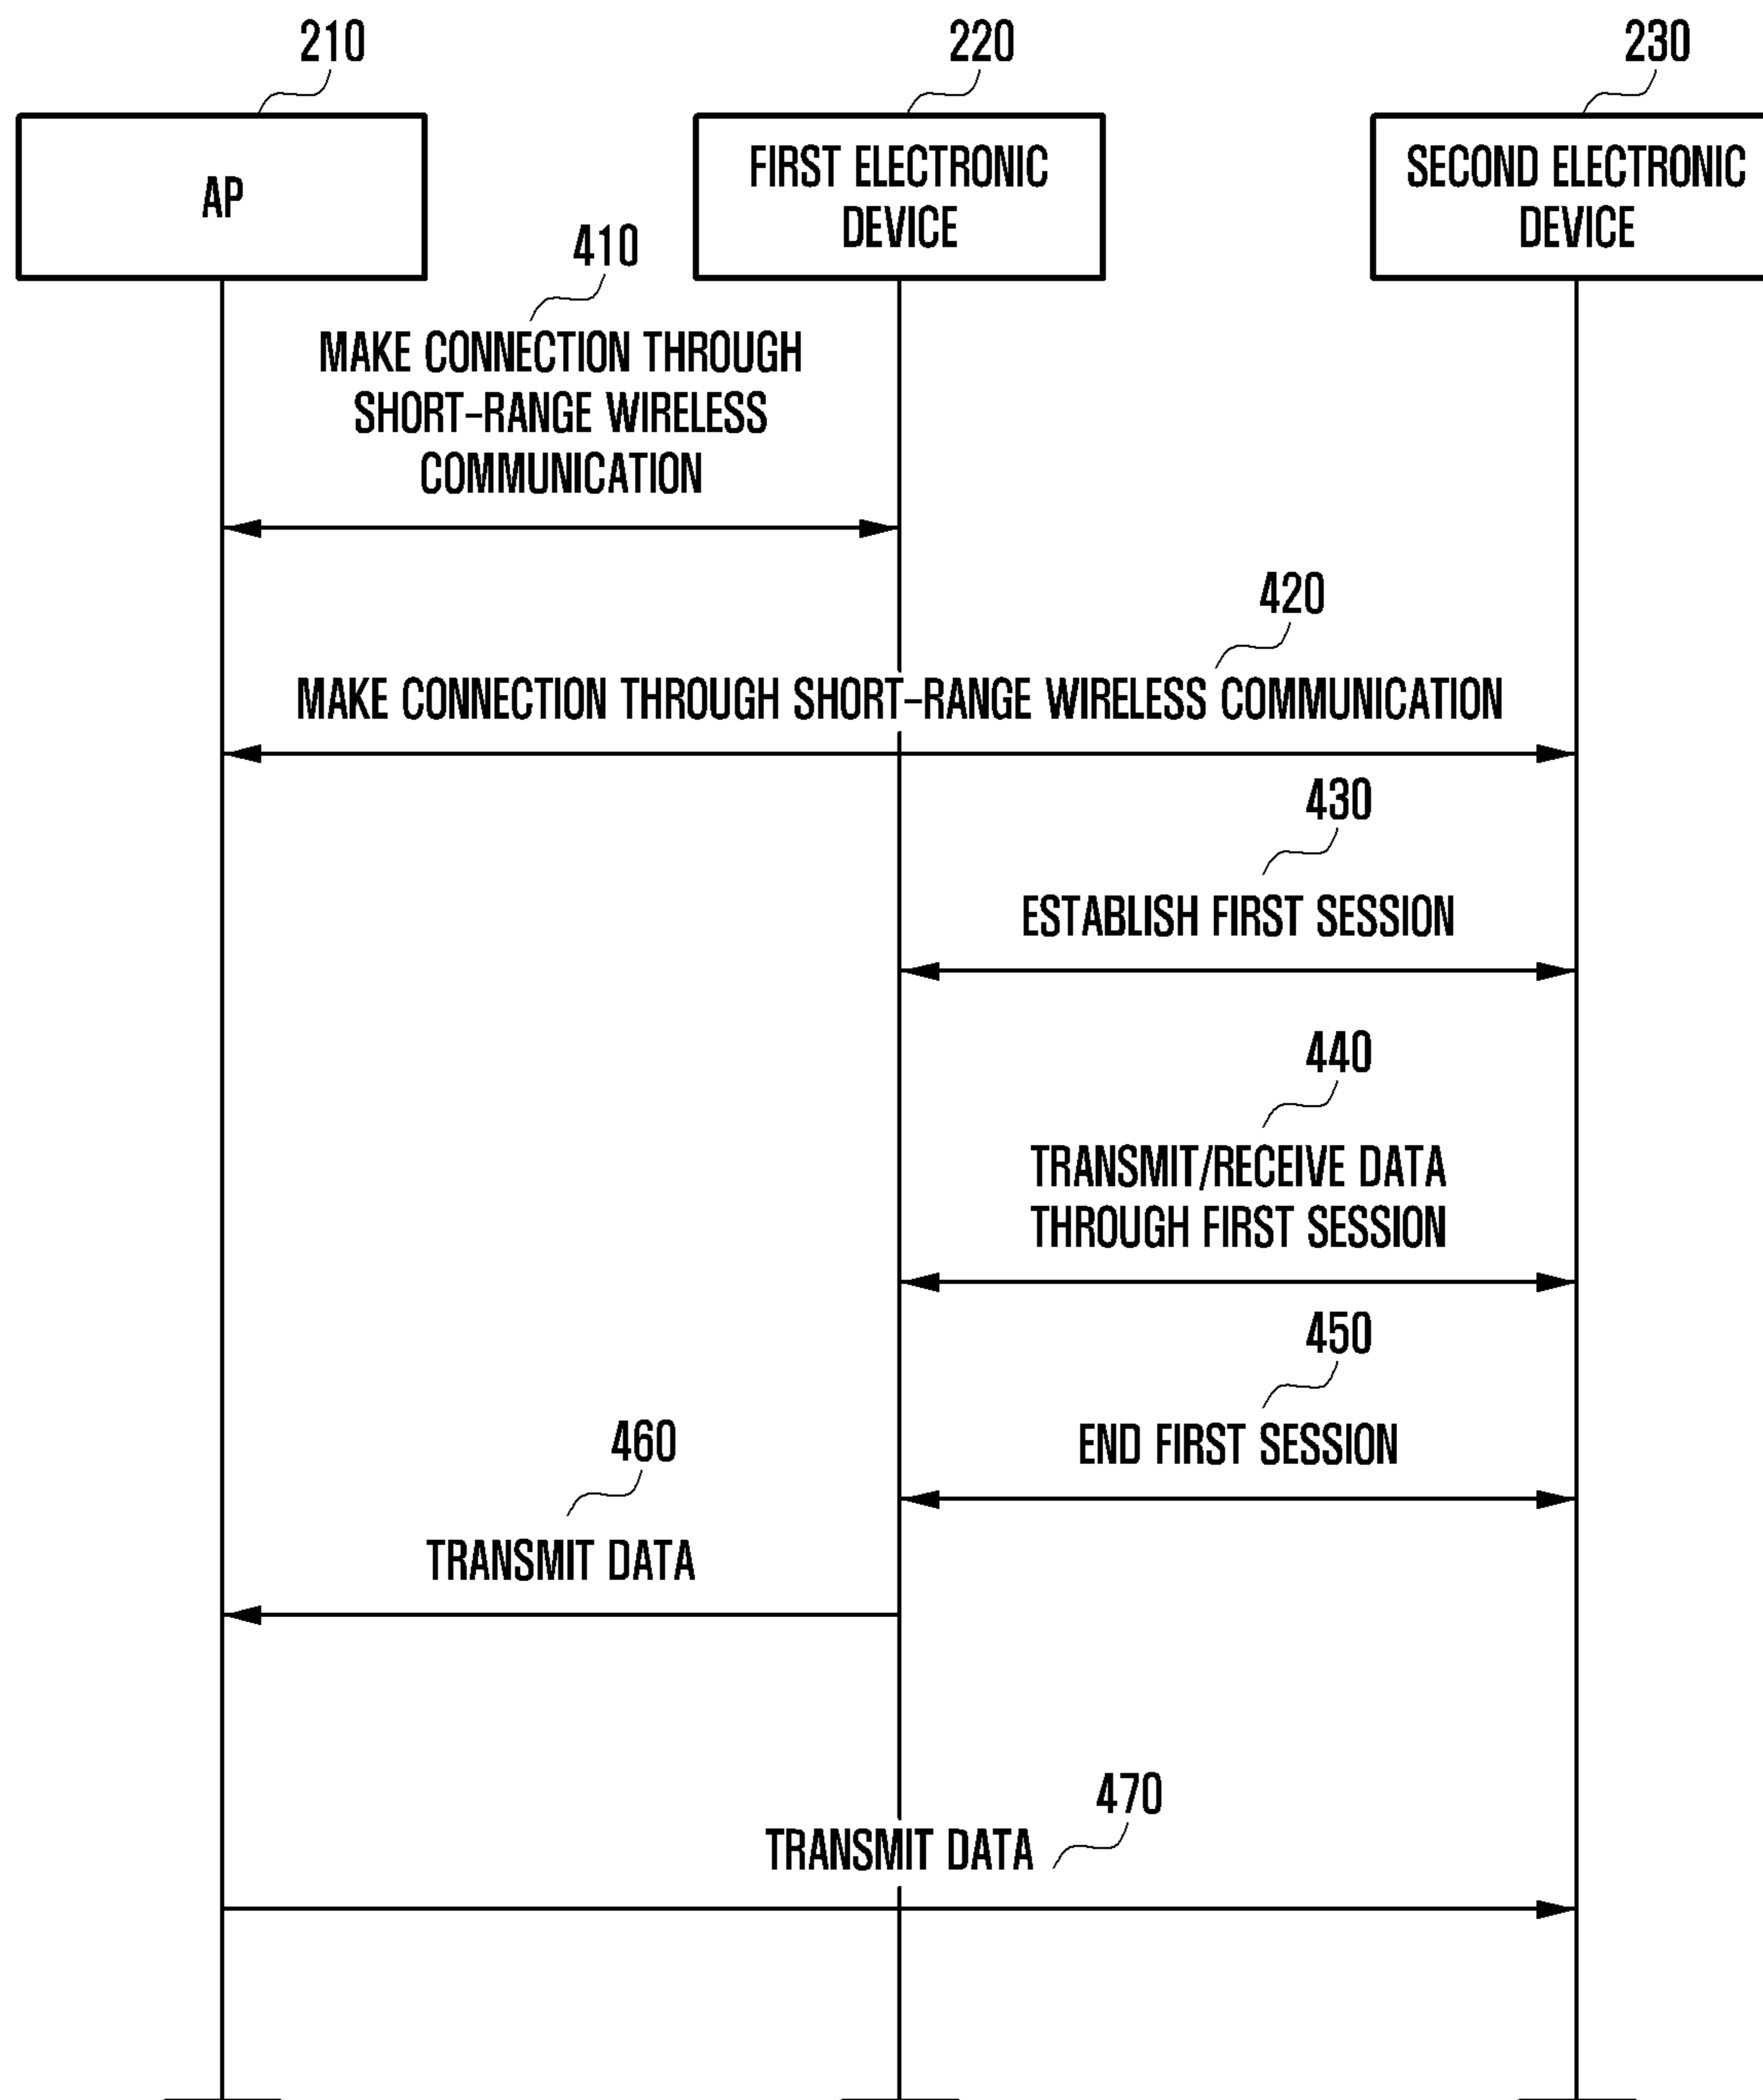 210
220
230
AP
FIRST ELECTRONIC
DEVICE
SECOND ELECTRONIC
DEVICE
410
MAKE CONNECTION THROUGH
SHORT-RANGE WIRELESS
COMMUNICATION
420
MAKE CONNECTION THROUGH SHORT-RANGE WIRELESS COMMUNICATION
430
ESTABLISH FIRST SESSION
440
TRANSMIT/RECEIVE DATA
THROUGH FIRST SESSION
450
END FIRST SESSION
460
TRANSMIT DATA
470
TRANSMIT DATA